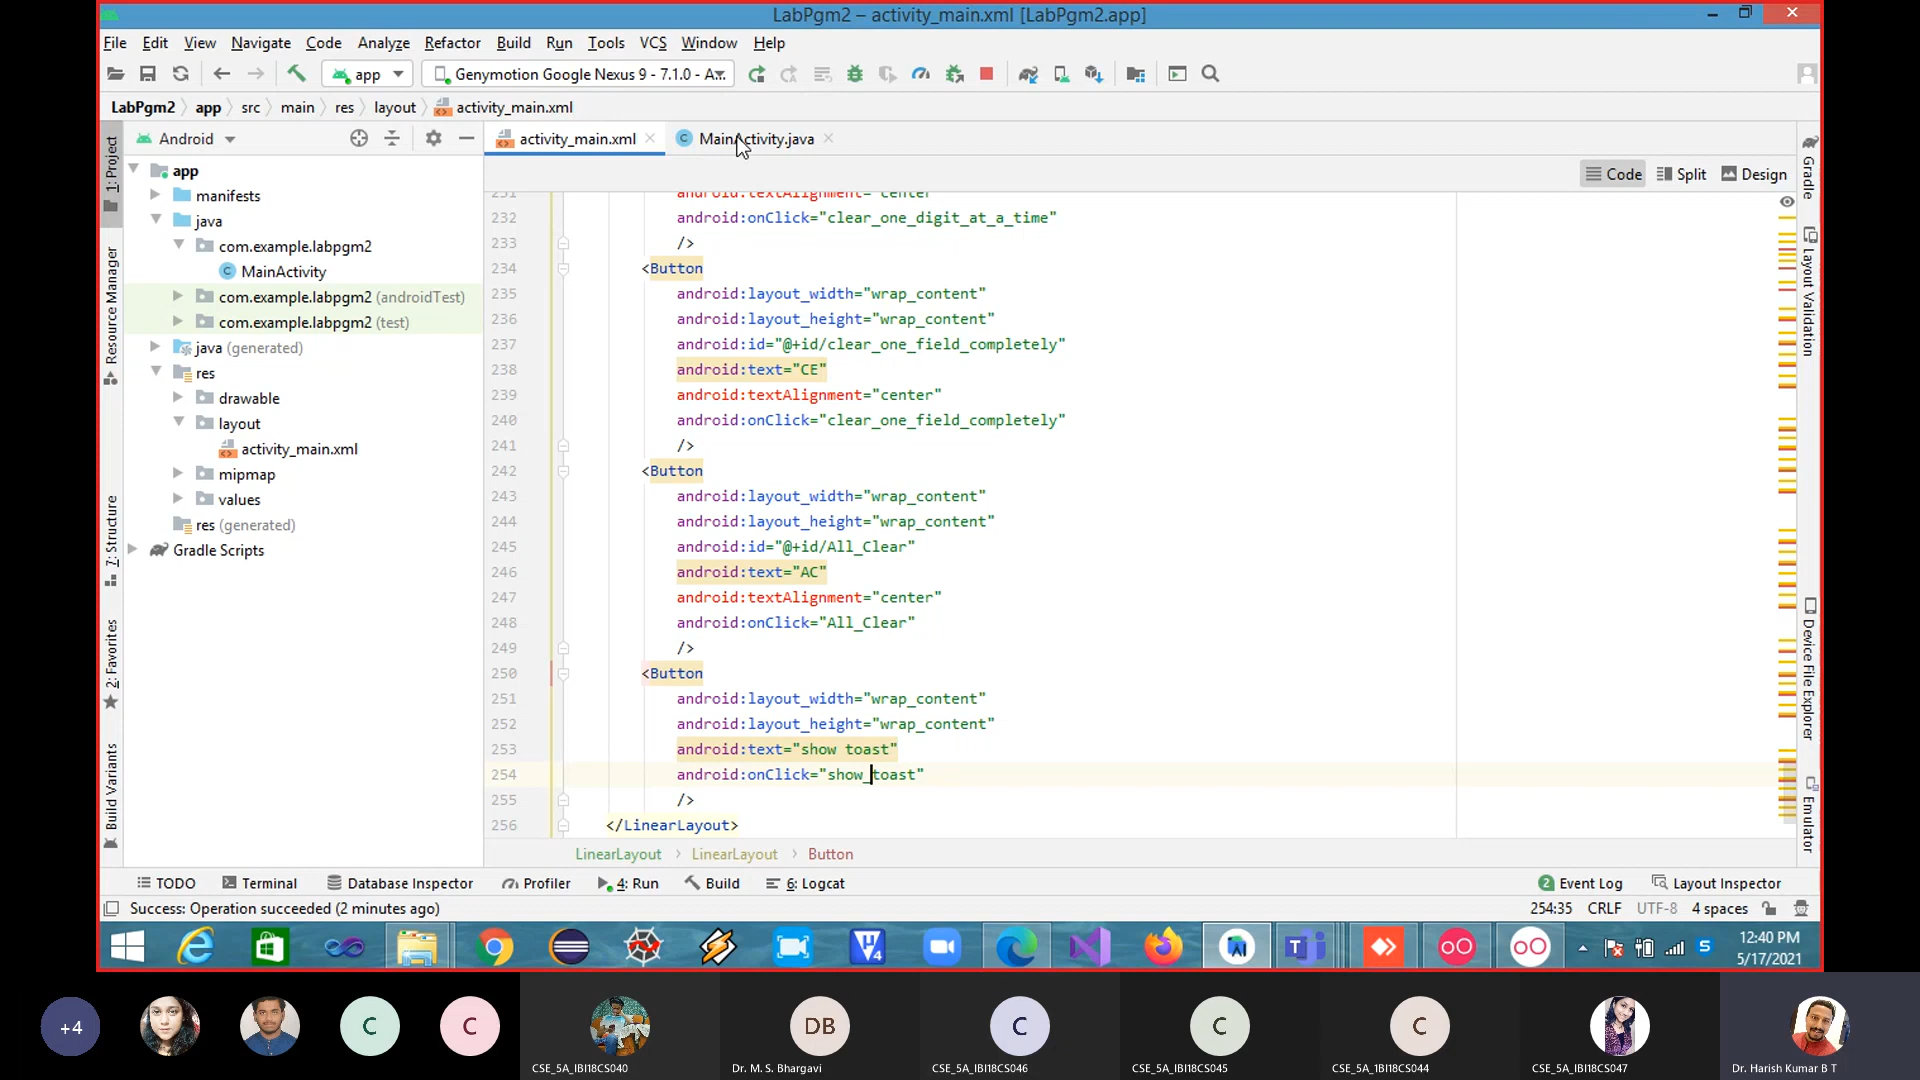 LabPgm2 – activity_main.xml [LabPgm2.app]
File Edit View Navigate Code Analyze Refactor Build Run Tools VCS Window Help
app Genymotion Google Nexus 9 - 7.1.0 - A...
LabPgm2 app src main res layout activity_main.xml
Android
activity_main.xml
MainActivity.java
Code Split Design
1: Project
Resource Manager
7: Structure
2: Favorites
Build Variants
app
manifests
java
com.example.labpgm2
MainActivity
com.example.labpgm2 (androidTest)
com.example.labpgm2 (test)
java (generated)
res
drawable
layout
activity_main.xml
mipmap
values
res (generated)
Gradle Scripts
231 android:textAlignment="center"
232 android:onClick="clear_one_digit_at_a_time"
233 />
234 <Button
235 android:layout_width="wrap_content"
236 android:layout_height="wrap_content"
237 android:id="@+id/clear_one_field_completely"
238 android:text="CE"
239 android:textAlignment="center"
240 android:onClick="clear_one_field_completely"
241 />
242 <Button
243 android:layout_width="wrap_content"
244 android:layout_height="wrap_content"
245 android:id="@+id/All_Clear"
246 android:text="AC"
247 android:textAlignment="center"
248 android:onClick="All_Clear"
249 />
250 <Button
251 android:layout_width="wrap_content"
252 android:layout_height="wrap_content"
253 android:text="show toast"
254 android:onClick="show_toast"
255 />
256 </LinearLayout>
LinearLayout LinearLayout Button
Gradle
Layout Validation
Device File Explorer
Emulator
TODO Terminal Database Inspector Profiler 4: Run Build 6: Logcat 2 Event Log Layout Inspector
Success: Operation succeeded (2 minutes ago) 254:35 CRLF UTF-8 4 spaces
12:40 PM
5/17/2021
+4 C C DB C C C
CSE_5A_IBI18CS040 Dr. M. S. Bhargavi CSE_5A_IBI18CS046 CSE_5A_IBI18CS045 CSE_5A_1BI18CS044 CSE_5A_IBI18CS047 Dr. Harish Kumar B T